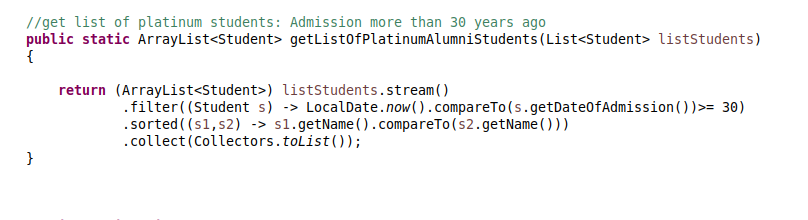 //get list of platinum students: Admission more than 30 years ago
public static ArrayList<Student> getListOfPlatinumAlumniStudents(List<Student> listStudents)
{
return (ArrayList<Student>) listStudents.stream()
.filter((Student s) -> LocalDate.now().compareTo(s.getDateOfAdmission())>= 30)
.sorted((s1,s2) -> s1.getName().compareTo(s2.getName()))
.collect(Collectors.toList());
}